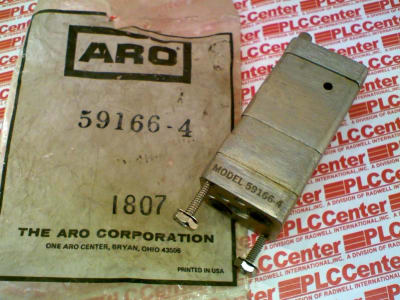 ARO
59166-4
1807
THE ARO CORPORATION
ONE ARO CENTER, BRYAN, OHIO 43506
PRINTED IN USA
MODEL 59166-4
PLCCenter
A DIVISION OF RADWELL INTERNATIONAL, INC.